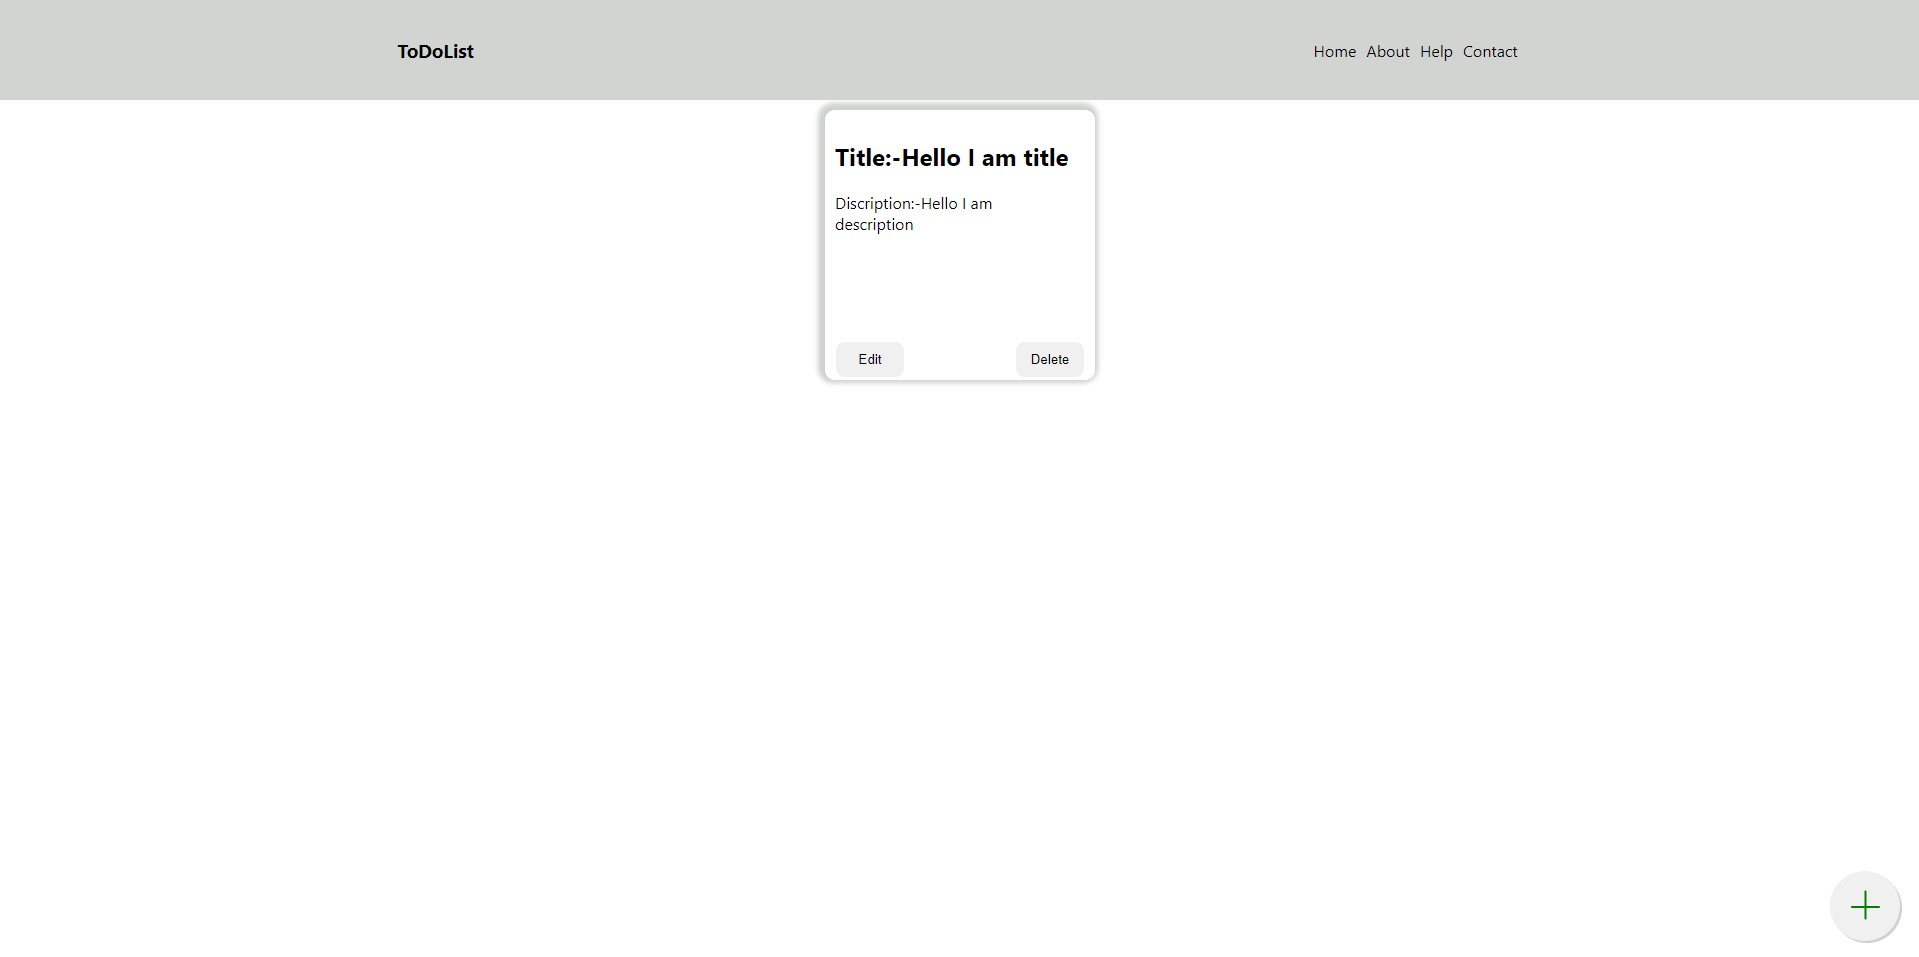 ToDoList
Home About Help Contact
Title:-Hello I am title
Discription:-Hello I am
description
Edit
Delete